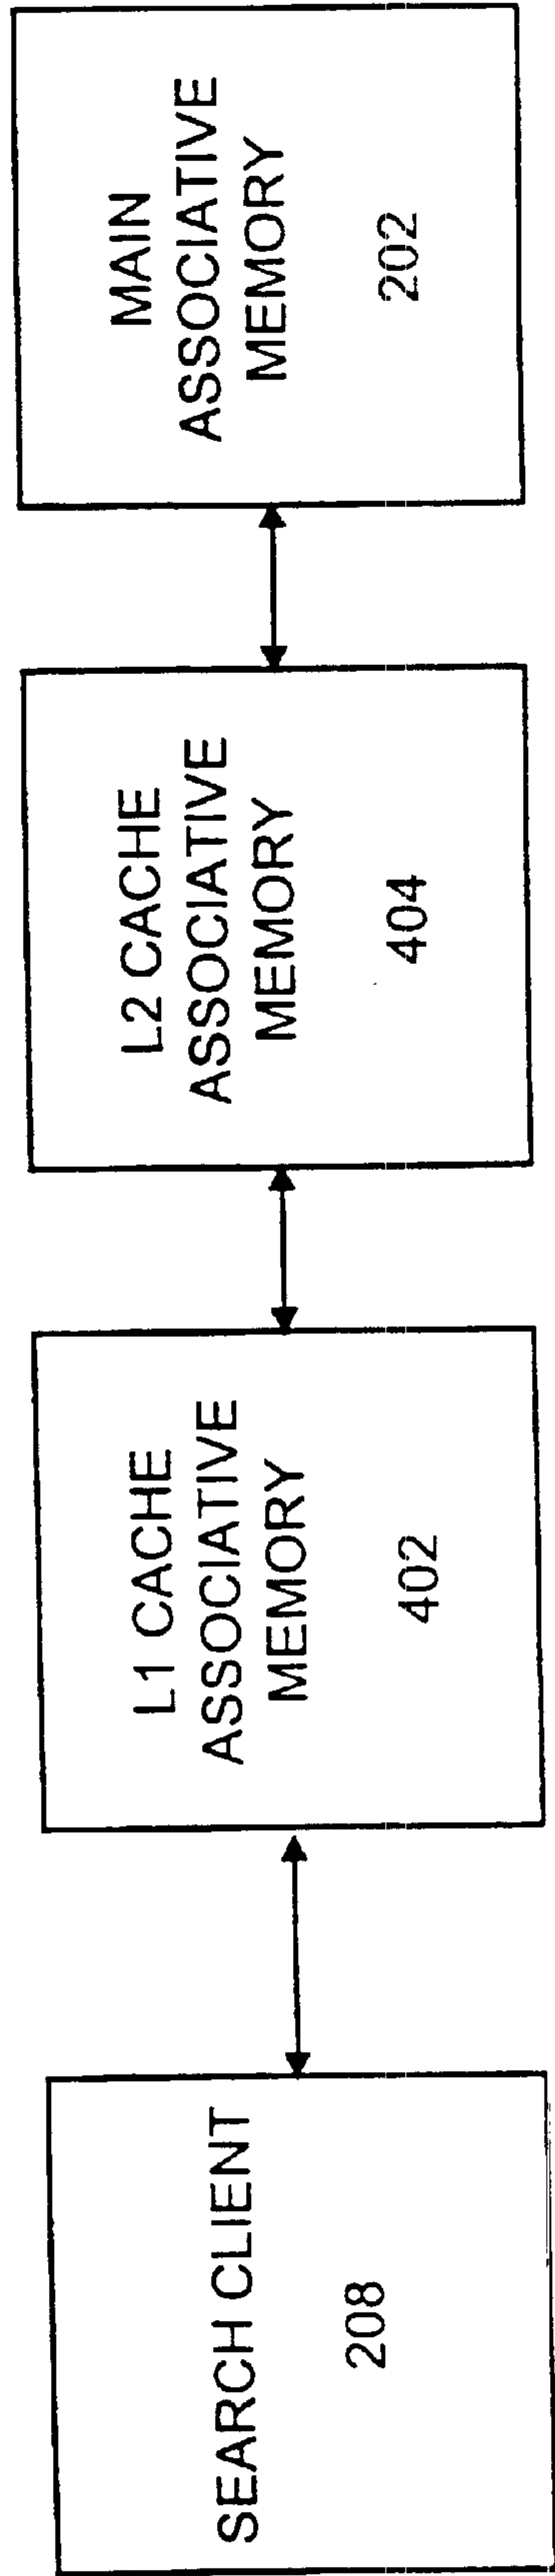 SEARCH CLIENT
208
L1 CACHE
ASSOCIATIVE
MEMORY
402
L2 CACHE
ASSOCIATIVE
MEMORY
404
MAIN
ASSOCIATIVE
MEMORY
202